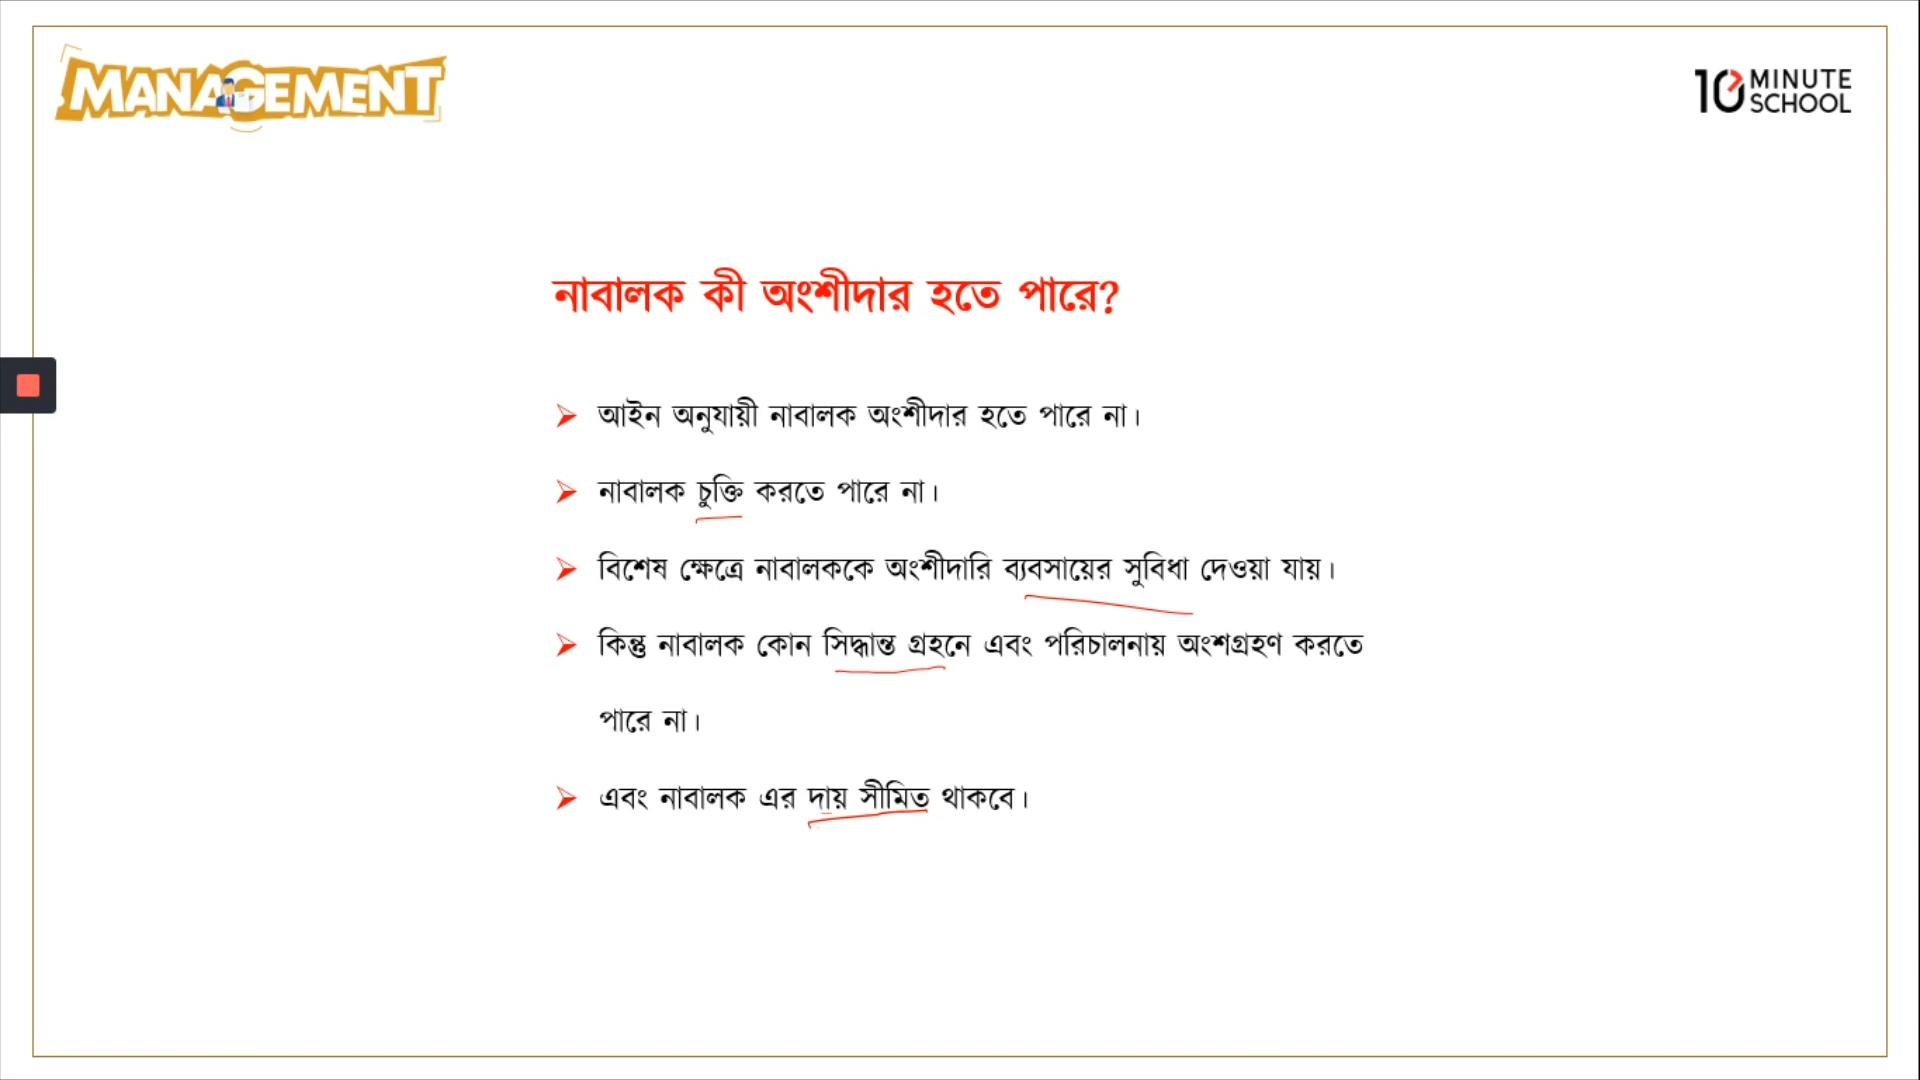 MANAGEMENT
10 MINUTE
SCHOOL
নাবালক কী অংশীদার হতে পারে?
আইন অনুযায়ী নাবালক অংশীদার হতে পারে না।
নাবালক চুক্তি করতে পারে না।
বিশেষ ক্ষেত্রে নাবালককে অংশীদারি ব্যবসায়ের সুবিধা দেওয়া যায়।
কিন্তু নাবালক কোন সিদ্ধান্ত গ্রহনে এবং পরিচালনায় অংশগ্রহণ করতে
পারে না।
এবং নাবালক এর দায় সীমিত থাকবে।